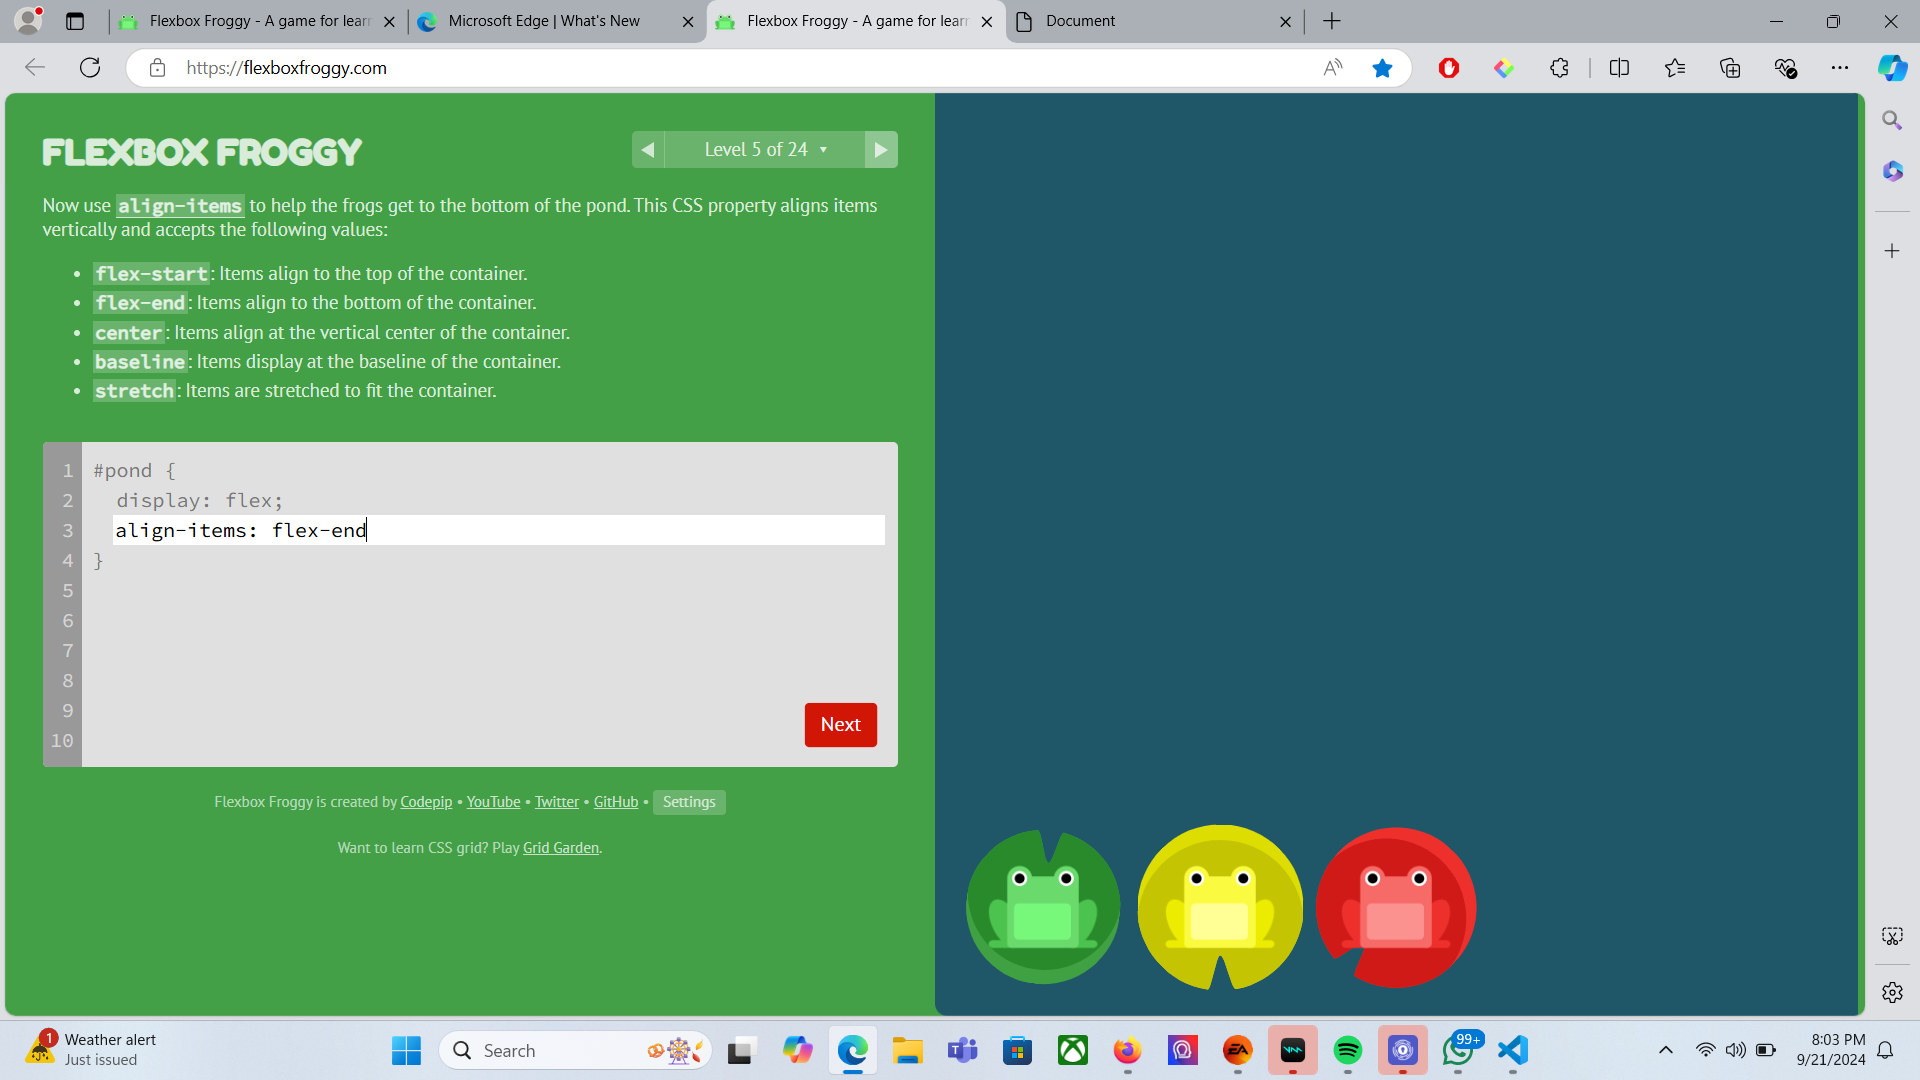 Flexbox Froggy - A game for learn
Microsoft Edge | What's New
Flexbox Froggy - A game for learn
Document
https://flexboxfroggy.com
FLEXBOX FROGGY
Level 5 of 24
Now use align-items to help the frogs get to the bottom of the pond. This CSS property aligns items
vertically and accepts the following values:
• flex-start: Items align to the top of the container.
• flex-end: Items align to the bottom of the container.
• center: Items align at the vertical center of the container.
• baseline: Items display at the baseline of the container.
• stretch: Items are stretched to fit the container.
1 #pond {
2 display: flex;
3 align-items: flex-end
4 }
5
6
7
8
9
10
Next
Flexbox Froggy is created by Codepip • YouTube • Twitter • GitHub • Settings
Want to learn CSS grid? Play Grid Garden.
1
Weather alert
Just issued
Search
EA
99+
8:03 PM
9/21/2024